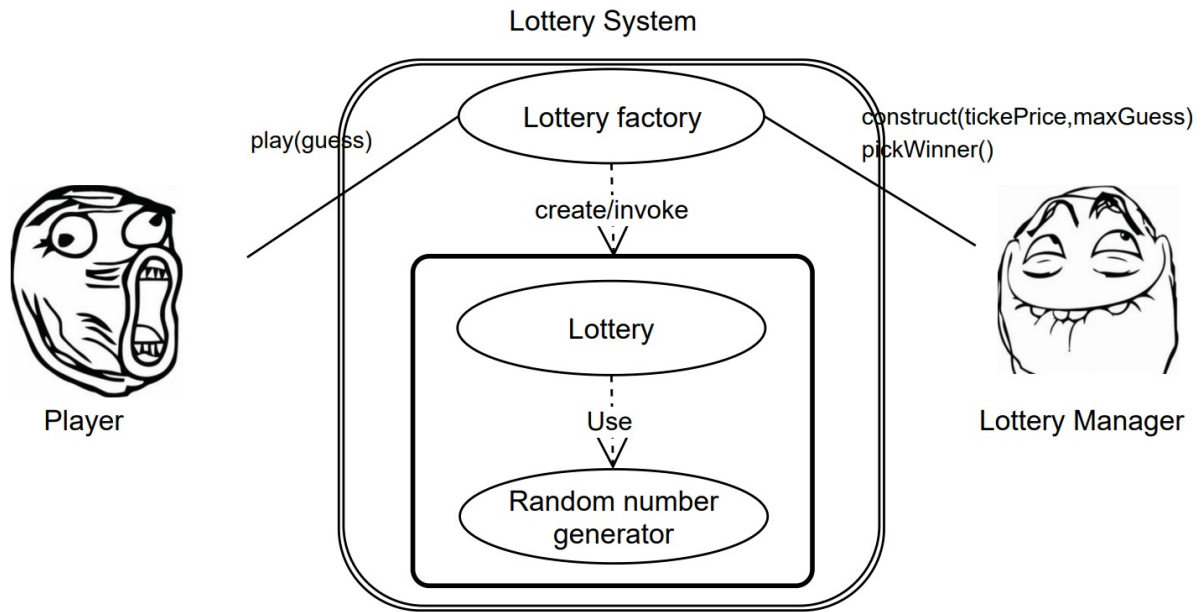 Lottery System
Lottery factory
play(guess)
construct(tickePrice,maxGuess)
pickWinner()
create/invoke
Lottery
Player
Lottery Manager
Use
Random number
generator